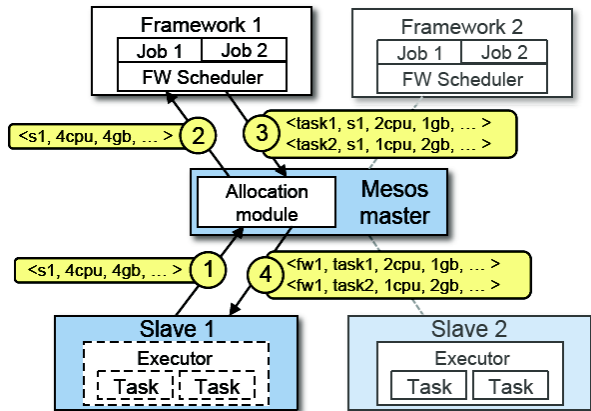 Framework 1
Job 1 Job 2
FW Scheduler
Framework 2
Job 1 Job 2
FW Scheduler
<s1, 4cpu, 4gb, ... >
2
3
<task1, s1, 2cpu, 1gb, ... >
<task2, s1, 1cpu, 2gb, ... >
Allocation
module
Mesos
master
<s1, 4cpu, 4gb, ... >
1
4
<fw1, task1, 2cpu, 1gb, ... >
<fw1, task2, 1cpu, 2gb, ... >
Slave 1
Executor
Task Task
Slave 2
Executor
Task Task